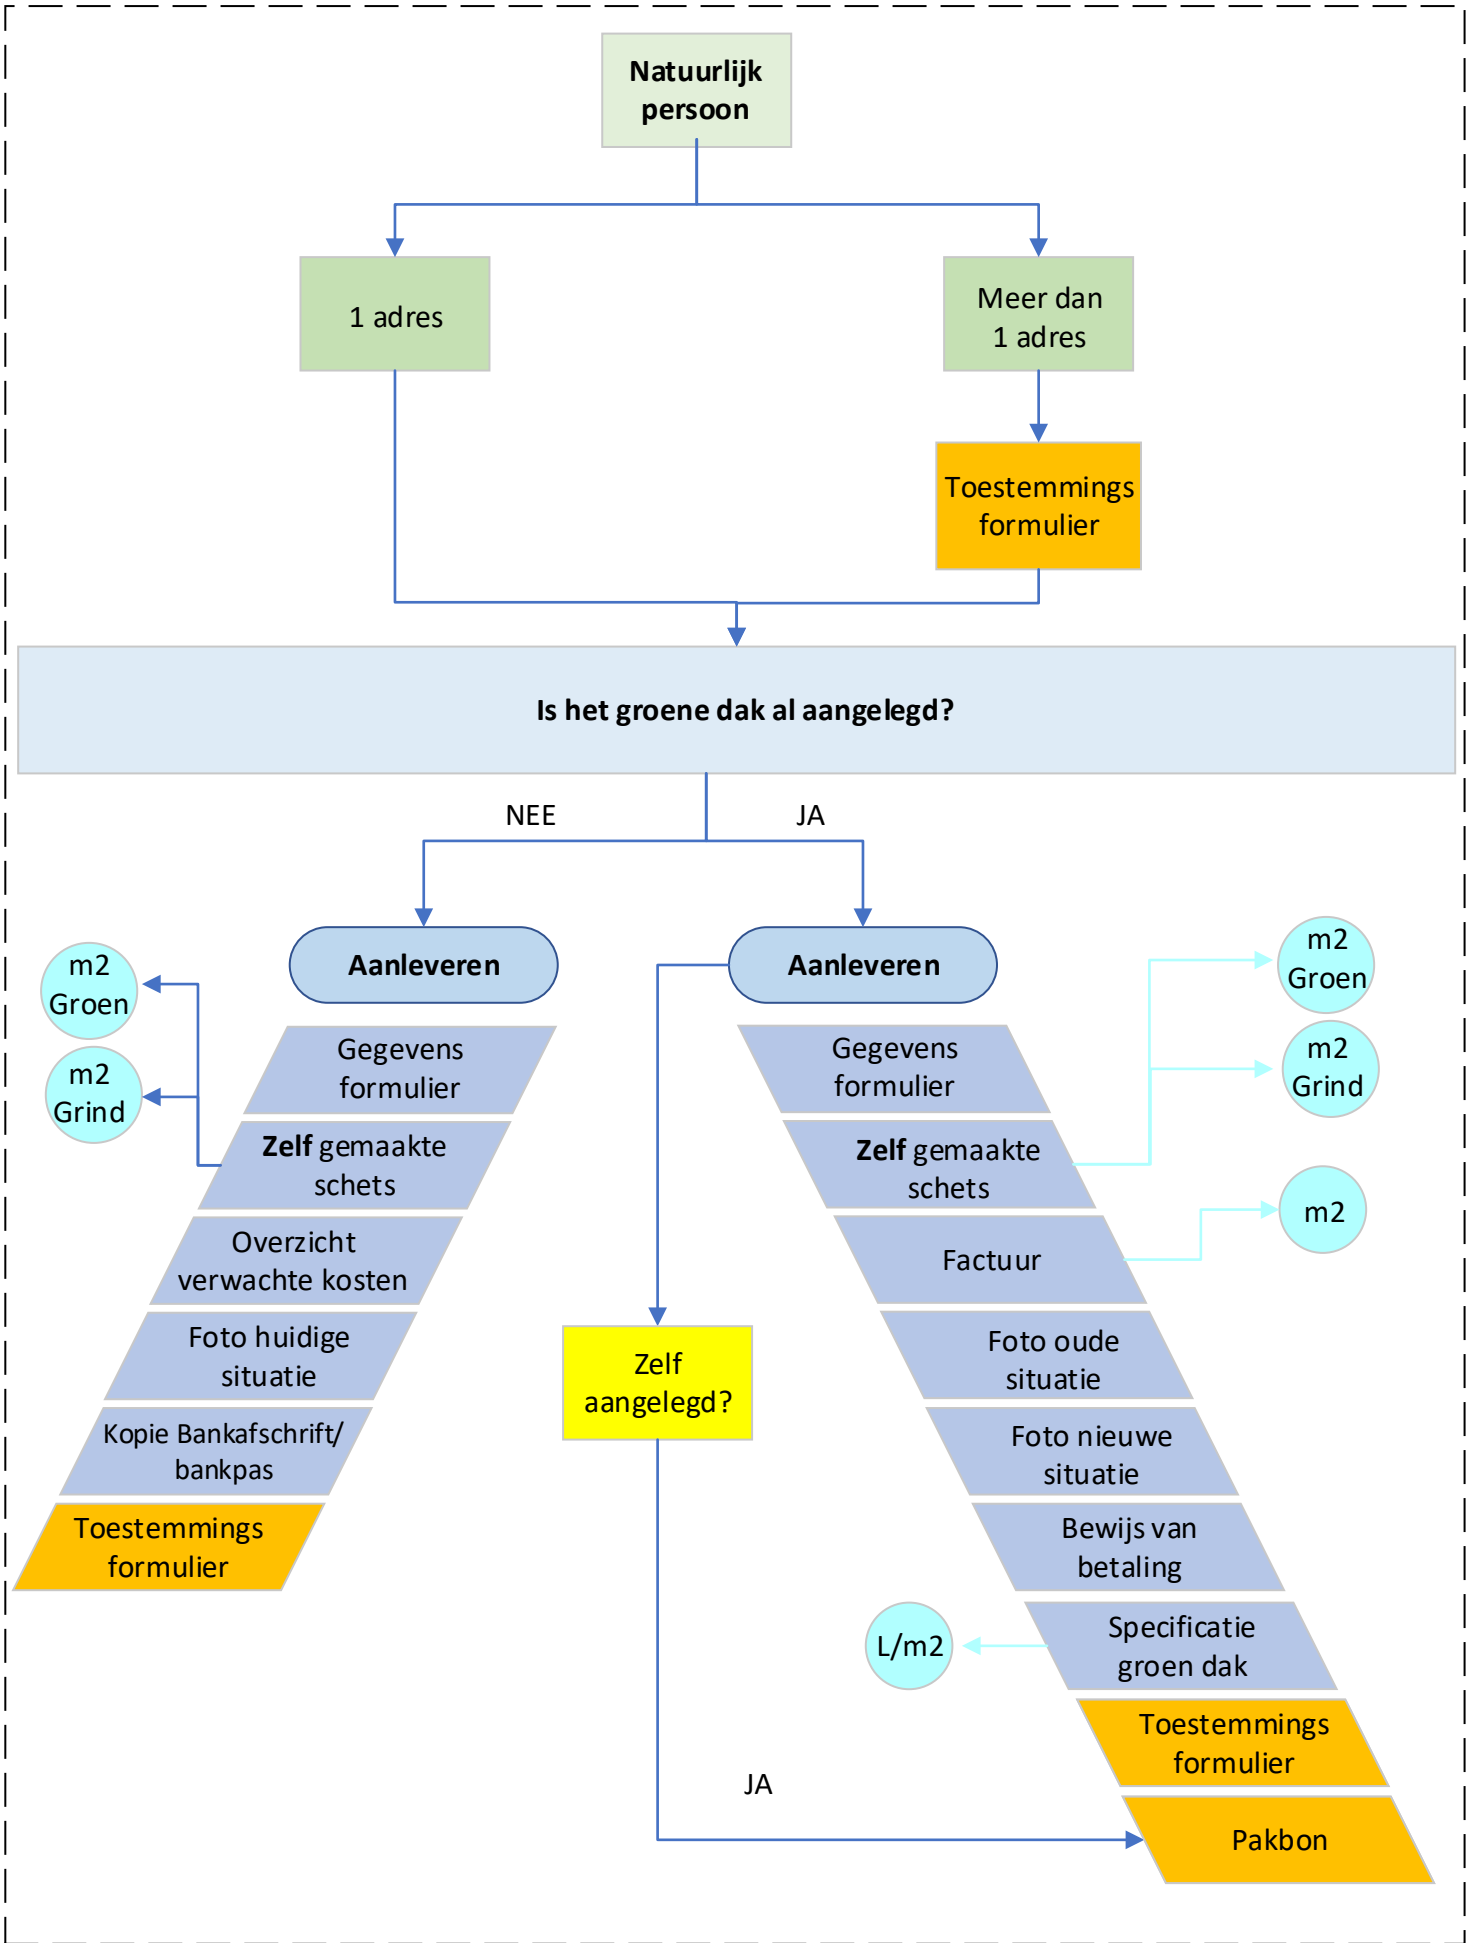 Natuurlijk
persoon
1 adres
Meer dan
1 adres
Toestemmings
formulier
Is het groene dak al aangelegd?
NEE
JA
Aanleveren
m2
Groen
m2
Grind
Gegevens
formulier
Zelf gemaakte
schets
Overzicht
verwachte kosten
Foto huidige
situatie
Kopie Bankafschrift/
bankpas
Toestemmings
formulier
Aanleveren
m2
Groen
m2
Grind
m2
Gegevens
formulier
Zelf gemaakte
schets
Factuur
Foto oude
situatie
Foto nieuwe
situatie
Bewijs van
betaling
L/m2
Specificatie
groen dak
Toestemmings
formulier
Zelf
aangelegd?
JA
Pakbon